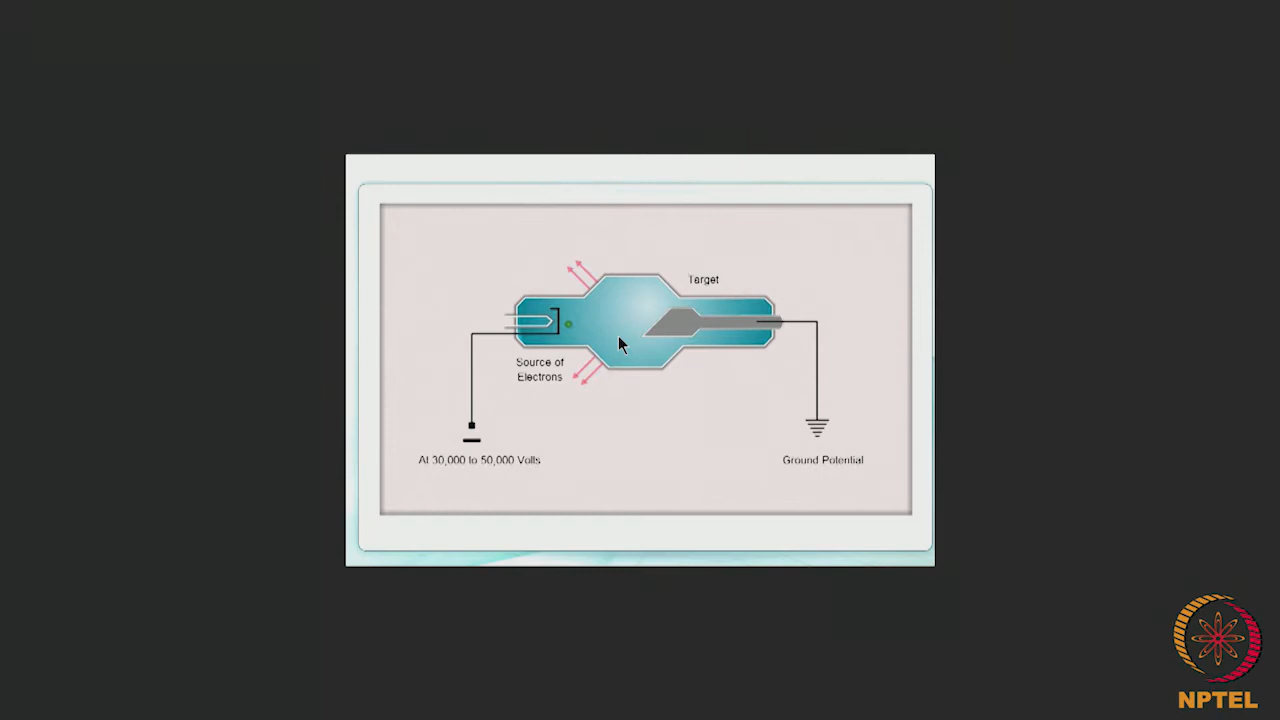 Target
Source of
Electrons
At 30,000 to 50,000 Volts
Ground Potential
NPTEL